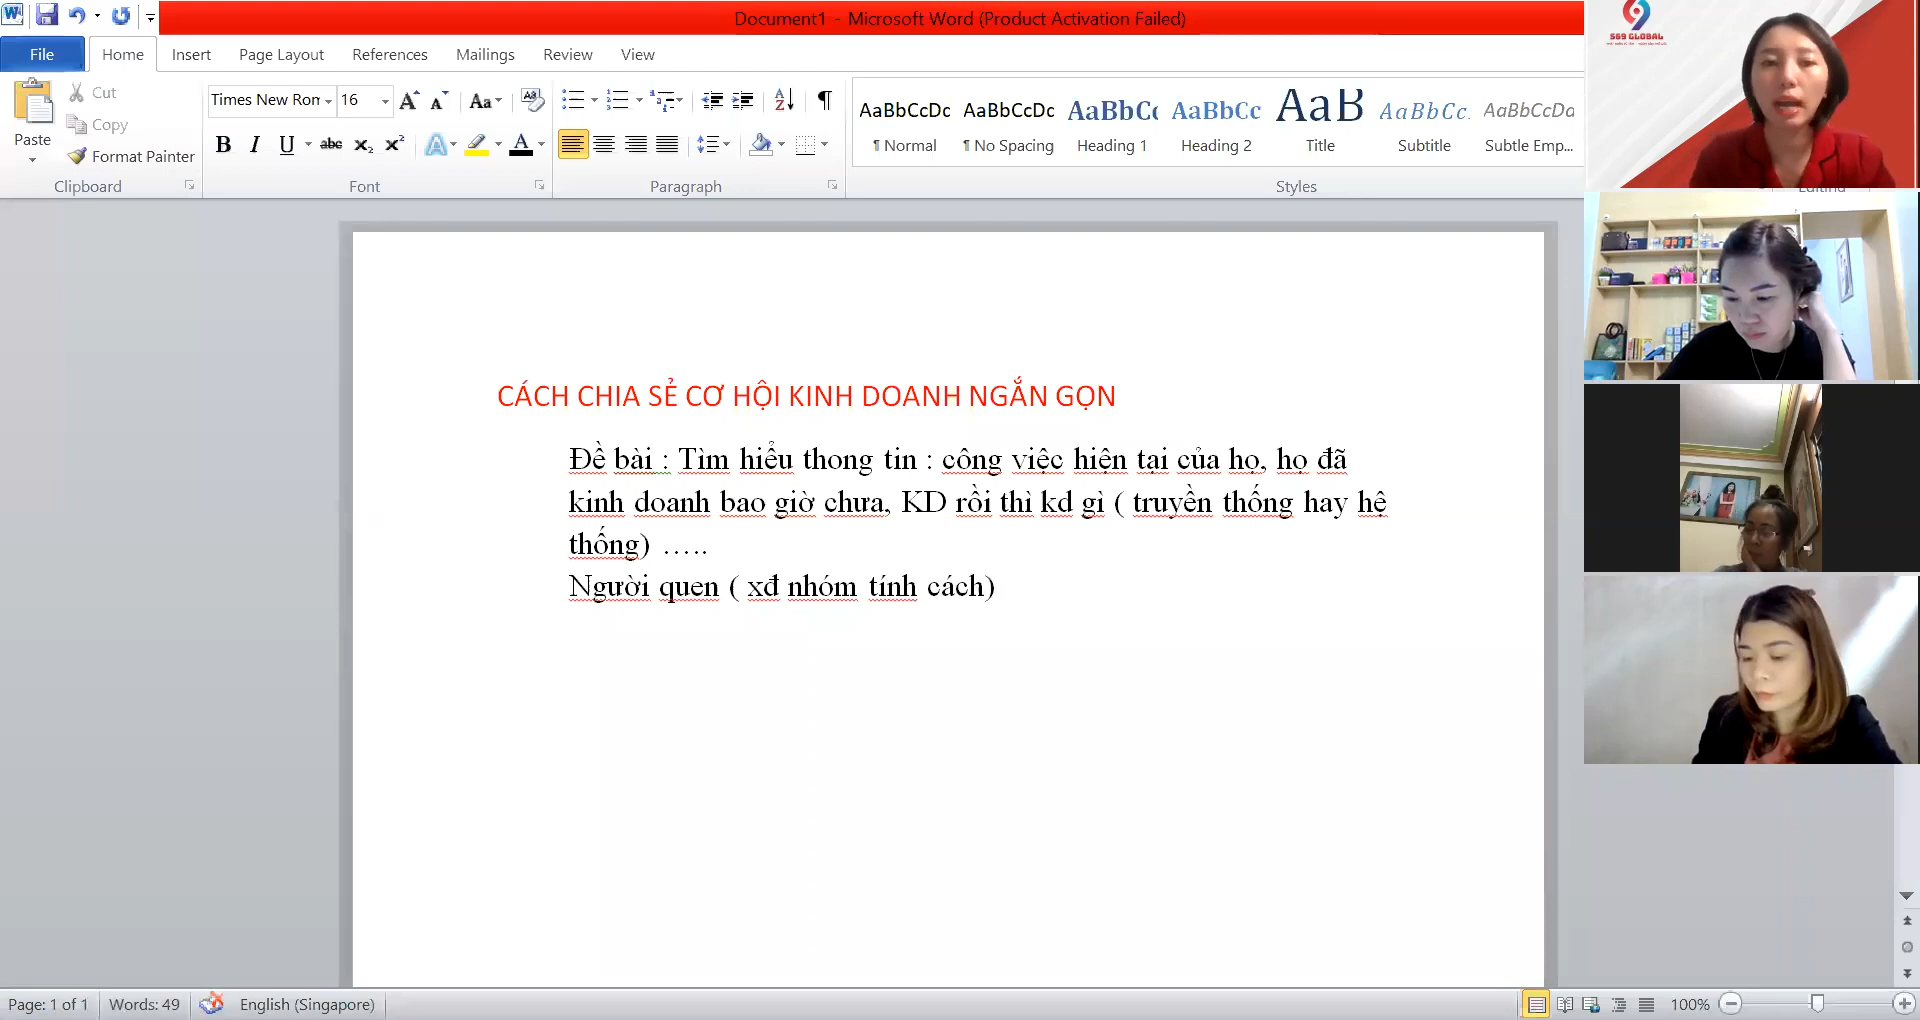 Document1 - Microsoft Word (Product Activation Failed)
File Home Insert Page Layout References Mailings Review View
Paste
Cut
Copy
Format Painter
Clipboard
Times New Ron 16
Font
Paragraph
AaBbCcDc AaBbCcDc AaBbCc AaBbCc AaB AaBbCc. AaBbCcDc
¶ Normal ¶ No Spacing Heading 1 Heading 2 Title Subtitle Subtle Emp...
Styles
Editing
S69 GLOBAL
CÁCH CHIA SẺ CƠ HỘI KINH DOANH NGẮN GỌN
Đề bài : Tìm hiểu thong tin : công việc hiện tại của họ, họ đã
kinh doanh bao giờ chưa, KD rồi thì kd gì ( truyền thống hay hệ
thống) .....
Người quen ( xđ nhóm tính cách)
Page: 1 of 1 Words: 49 English (Singapore) 100%